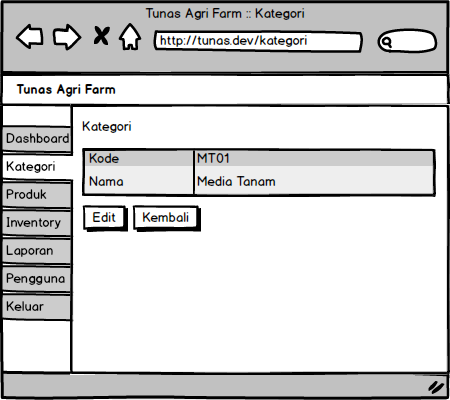 Tunas Agri Farm :: Kategori
http://tunas.dev/kategori
Tunas Agri Farm
Dashboard
Kategori
Produk
Inventory
Laporan
Pengguna
Keluar
Kategori
Kode MT01
Nama Media Tanam
Edit Kembali